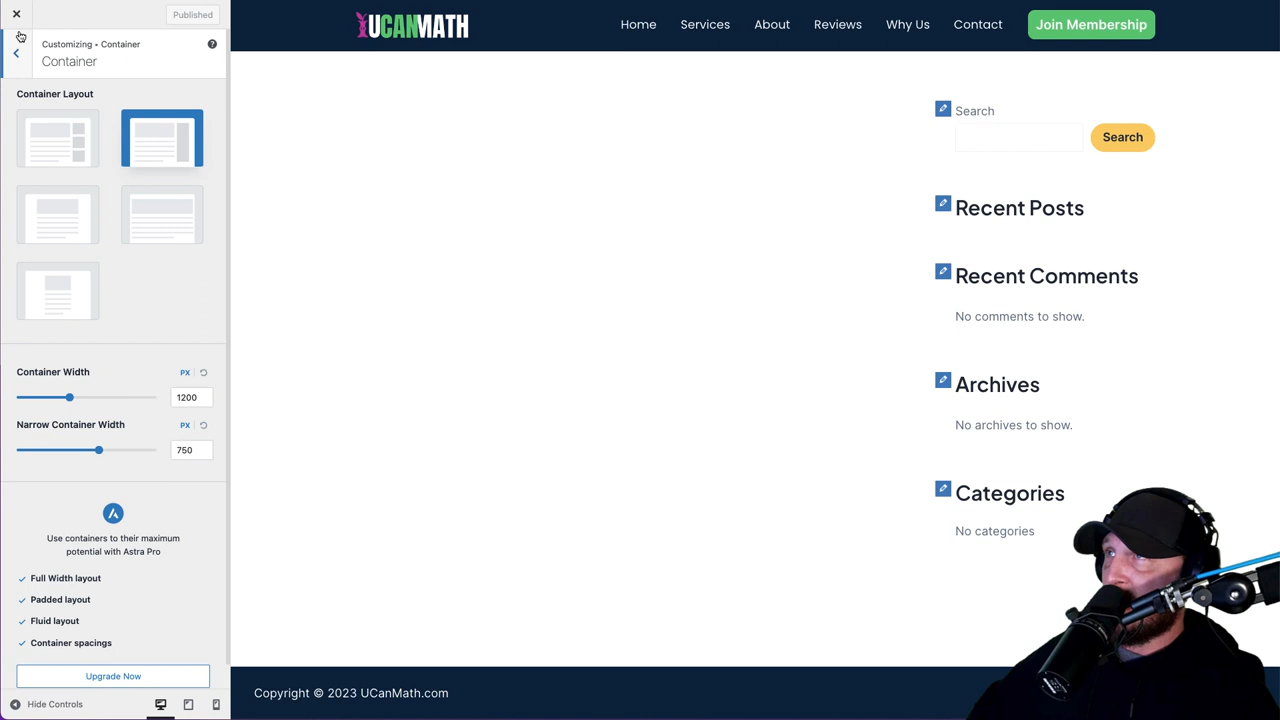 Published
Customizing • Container
Container
Container Layout
Container Width
PX
1200
Narrow Container Width
PX
750
Use containers to their maximum
potential with Astra Pro
Full Width layout
Padded layout
Fluid layout
Container spacings
Upgrade Now
Hide Controls
UCANMATH
Home
Services
About
Reviews
Why Us
Contact
Join Membership
Search
Search
Recent Posts
Recent Comments
No comments to show.
Archives
No archives to show.
Categories
No categories
Copyright © 2023 UCanMath.com